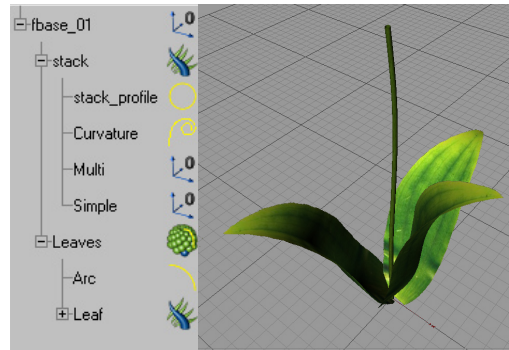 fbase_01
stack
stack_profile
Curvature
Multi
Simple
Leaves
Arc
Leaf